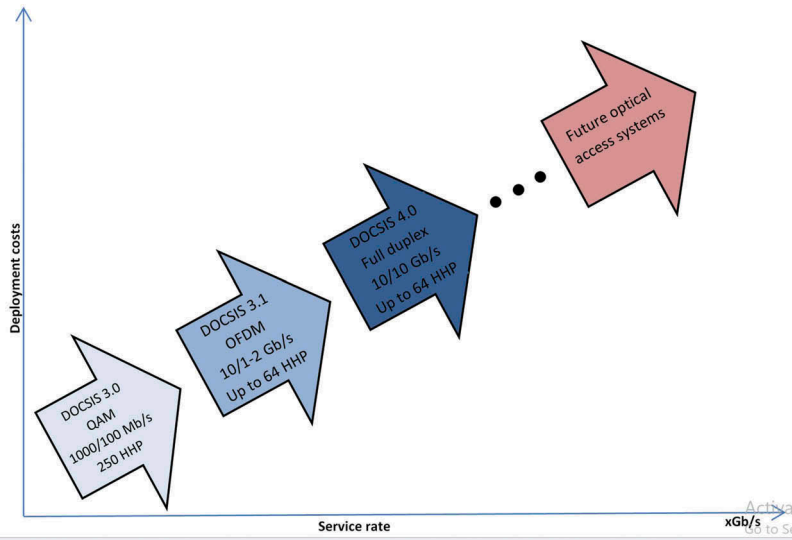 Future optical
access systems
DOCSIS 4.0
Full duplex
10/10 Gb/s
Up to 64 HHP
DOCSIS 3.1
OFDM
10/1-2 Gb/s
Up to 64 HHP
DOCSIS 3.0
QAM
1000/100 Mb/s
250 HHP
Deployment costs
Service rate
xGb/s